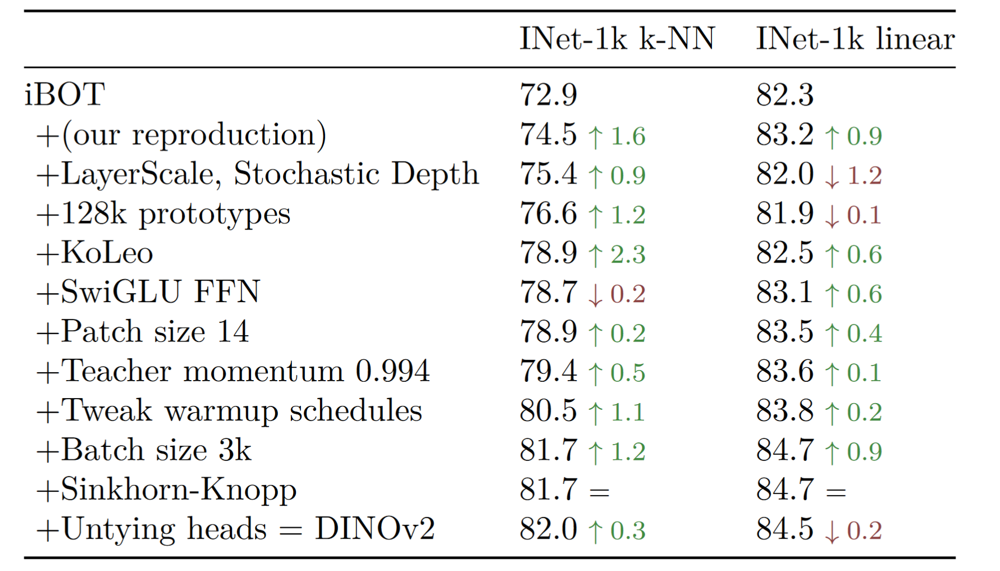 INet-1k k-NN INet-1k linear
iBOT 72.9 82.3
+(our reproduction) 74.5 ↑ 1.6 83.2 ↑ 0.9
+LayerScale, Stochastic Depth 75.4 ↑ 0.9 82.0 ↓ 1.2
+128k prototypes 76.6 ↑ 1.2 81.9 ↓ 0.1
+KoLeo 78.9 ↑ 2.3 82.5 ↑ 0.6
+SwiGLU FFN 78.7 ↓ 0.2 83.1 ↑ 0.6
+Patch size 14 78.9 ↑ 0.2 83.5 ↑ 0.4
+Teacher momentum 0.994 79.4 ↑ 0.5 83.6 ↑ 0.1
+Tweak warmup schedules 80.5 ↑ 1.1 83.8 ↑ 0.2
+Batch size 3k 81.7 ↑ 1.2 84.7 ↑ 0.9
+Sinkhorn-Knopp 81.7 = 84.7 =
+Untying heads = DINOv2 82.0 ↑ 0.3 84.5 ↓ 0.2